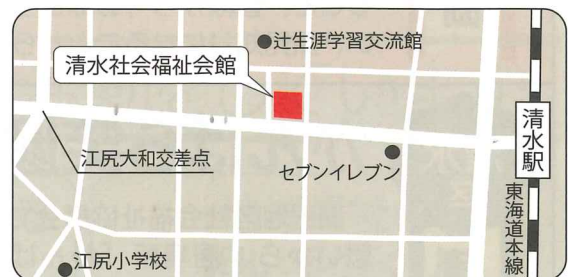 辻生涯学習交流館
清水社会福祉会館
江尻大和交差点
セブンイレブン
清水駅
東海道本線
江尻小学校